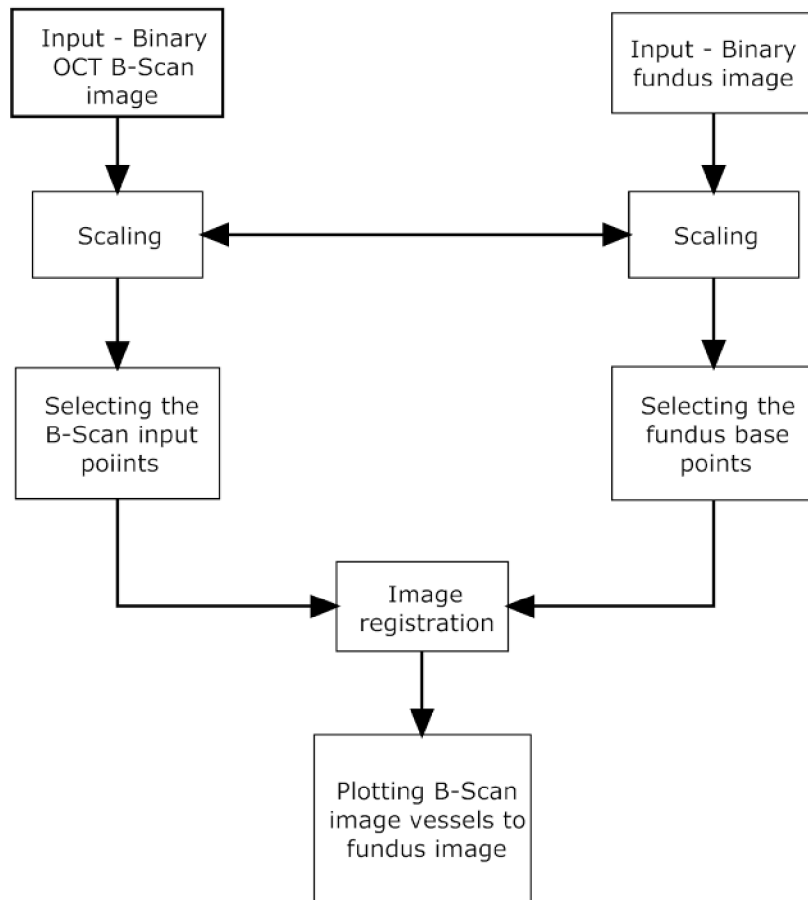 Input - Binary
OCT B-Scan
image
Input - Binary
fundus image
Scaling
Scaling
Selecting the
B-Scan input
poiints
Selecting the
fundus base
points
Image
registration
Plotting B-Scan
image vessels to
fundus image